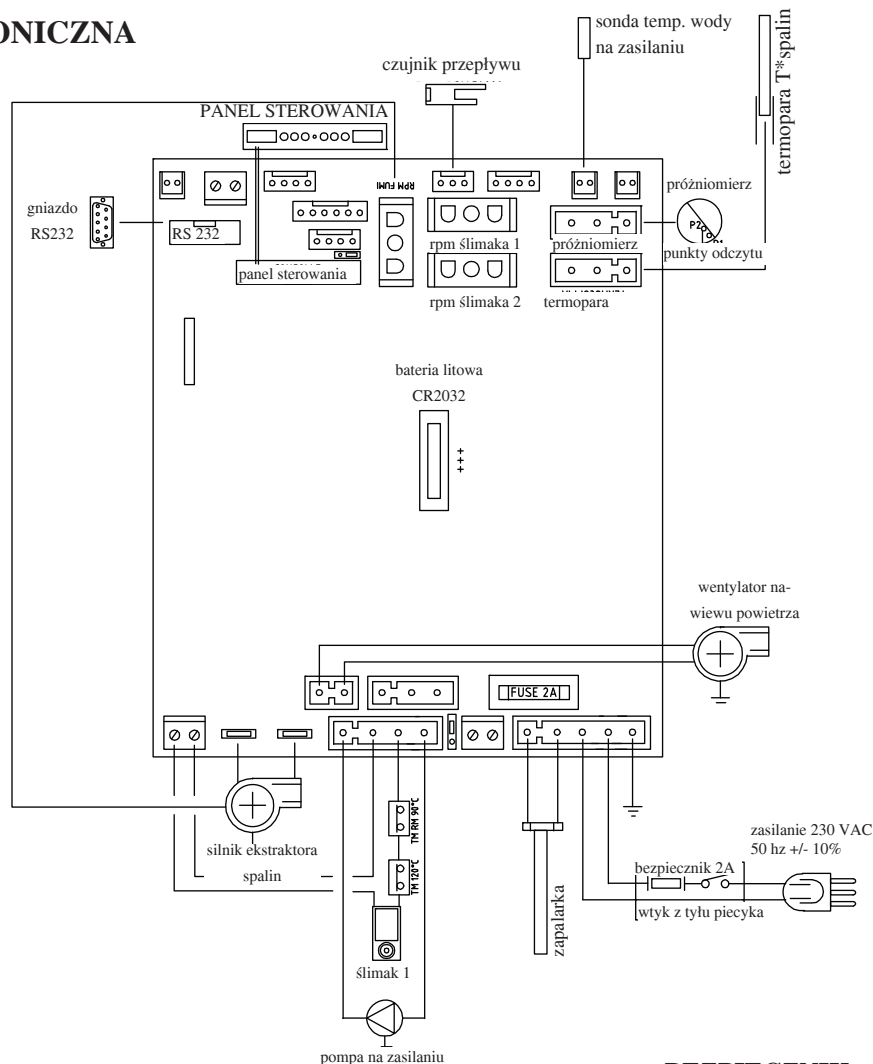 ONICZNA
sonda temp. wody
na zasilaniu
termopara T*spalin
czujnik przepływu
PANEL STEROWANIA
RPM FUMI
próżniomierz
gniazdo
RS232
RS 232
rpm ślimaka 1
próżniomierz
P2
punkty odczytu
panel sterowania
rpm ślimaka 2
termopara
bateria litowa
CR2032
+++
wentylator na-
wiewu powietrza
FUSE 2A
TM RM 90°C
TM 120°C
silnik ekstraktora
spalin
zasilanie 230 VAC
50 hz +/- 10%
bezpiecznik 2A
wtyk z tyłu piecyka
zapalarka
ślimak 1
pompa na zasilaniu